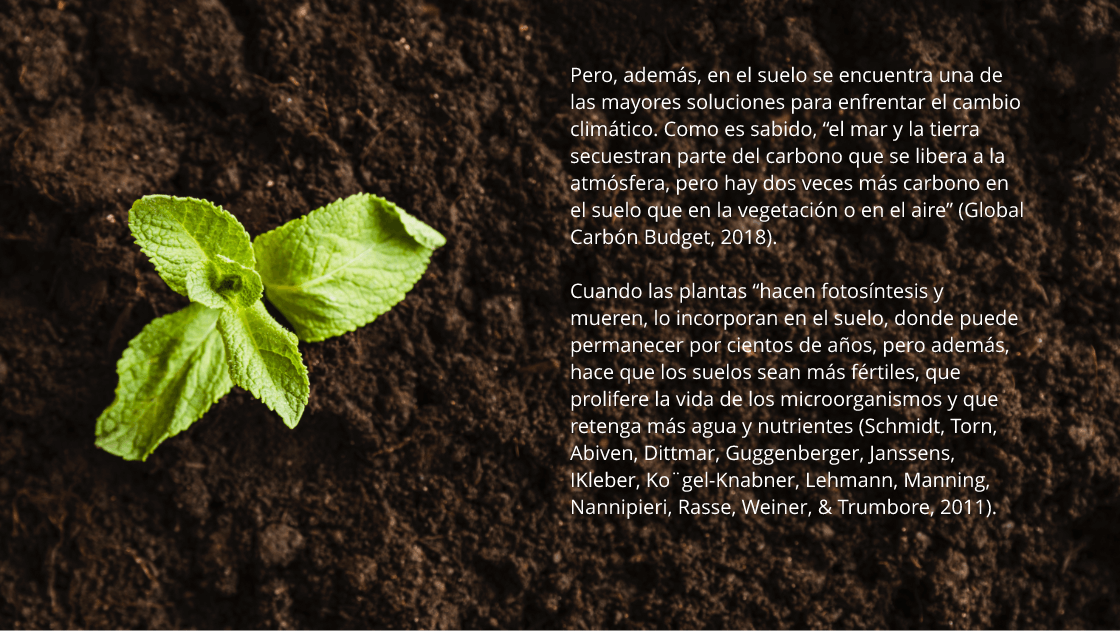 Pero, además, en el suelo se encuentra una de
las mayores soluciones para enfrentar el cambio
climático. Como es sabido, “el mar y la tierra
secuestran parte del carbono que se libera a la
atmósfera, pero hay dos veces más carbono en
el suelo que en la vegetación o en el aire” (Global
Carbón Budget, 2018).
Cuando las plantas “hacen fotosíntesis y
mueren, lo incorporan en el suelo, donde puede
permanecer por cientos de años, pero además,
hace que los suelos sean más fértiles, que
prolifere la vida de los microorganismos y que
retenga más agua y nutrientes (Schmidt, Torn,
Abiven, Dittmar, Guggenberger, Janssens,
IKleber, Ko¨gel-Knabner, Lehmann, Manning,
Nannipieri, Rasse, Weiner, & Trumbore, 2011).